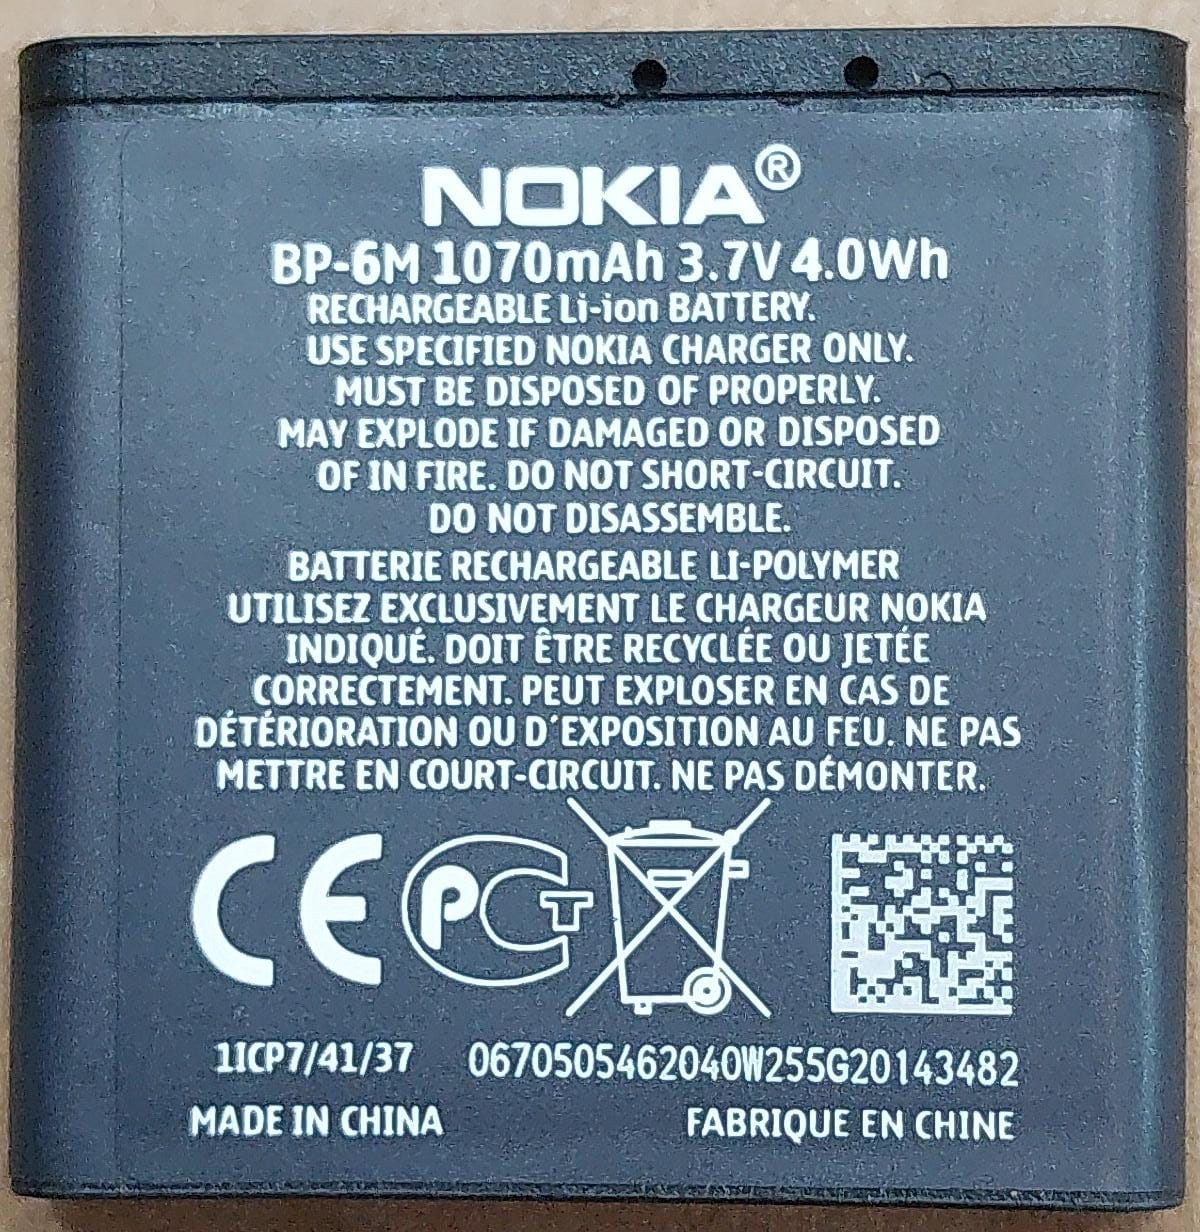 NOKIA®
BP-6M 1070mAh 3.7V 4.0Wh
RECHARGEABLE Li-ion BATTERY.
USE SPECIFIED NOKIA CHARGER ONLY.
MUST BE DISPOSED OF PROPERLY.
MAY EXPLODE IF DAMAGED OR DISPOSED
OF IN FIRE. DO NOT SHORT-CIRCUIT.
DO NOT DISASSEMBLE.
BATTERIE RECHARGEABLE LI-POLYMER
UTILISEZ EXCLUSIVEMENT LE CHARGEUR NOKIA
INDIQUÉ. DOIT ÊTRE RECYCLÉE OU JETÉE
CORRECTEMENT. PEUT EXPLOSER EN CAS DE
DÉTÉRIORATION OU D'EXPOSITION AU FEU. NE PAS
METTRE EN COURT-CIRCUIT. NE PAS DÉMONTER.
CE PCT
1ICP7/41/37 0670505462040W255G20143482
MADE IN CHINA FABRIQUE EN CHINE